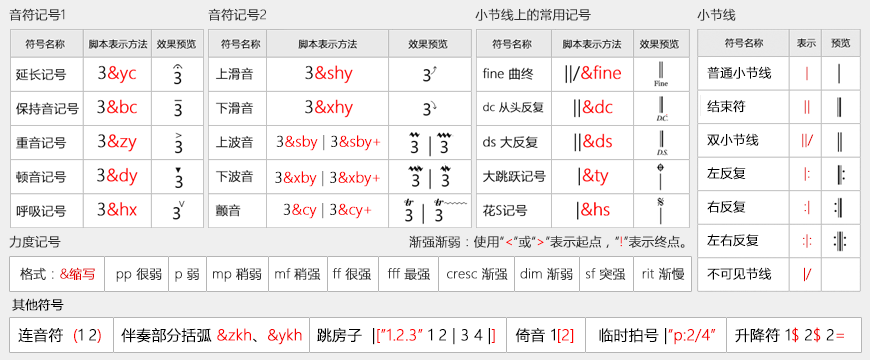 音符记号1
符号名称 脚本表示方法 效果预览
延长记号 3&yc 3
保持音记号 3&bc 3
重音记号 3&zy 3
顿音记号 3&dy 3
呼吸记号 3&hx 3
音符记号2
符号名称 脚本表示方法 效果预览
上滑音 3&shy 3
下滑音 3&xhy 3
上波音 3&sby | 3&sby+ 3 | 3
下波音 3&xby | 3&xby+ 3 | 3
颤音 3&cy | 3&cy+ tr 3 | tr 3
小节线上的常用记号
符号名称 脚本表示方法 效果预览
fine 曲终 ||/&fine Fine
dc 从头反复 ||&dc D.C.
ds 大反复 ||&ds D.S.
大跳跃记号 |&ty
花S记号 |&hs
小节线
符号名称 表示 预览
普通小节线 | |
结束符 ||
双小节线 ||/ ||
左反复 |: 
右反复 :|
左右反复 :|:
不可见节线 |/
力度记号 渐强渐弱：使用“<”或“>”表示起点，“!”表示终点。
格式：&缩写 pp 很弱 p 弱 mp 稍弱 mf 稍强 ff 很强 fff 最强 cresc 渐强 dim 渐弱 sf 突强 rit 渐慢
其他符号
连音符 (1 2) 伴奏部分括弧 &zkh、&ykh 跳房子 |["1.2.3" 1 2 | 3 4 |] 倚音 1[2] 临时拍号 |"p:2/4" 升降符 1$ 2$ 2=